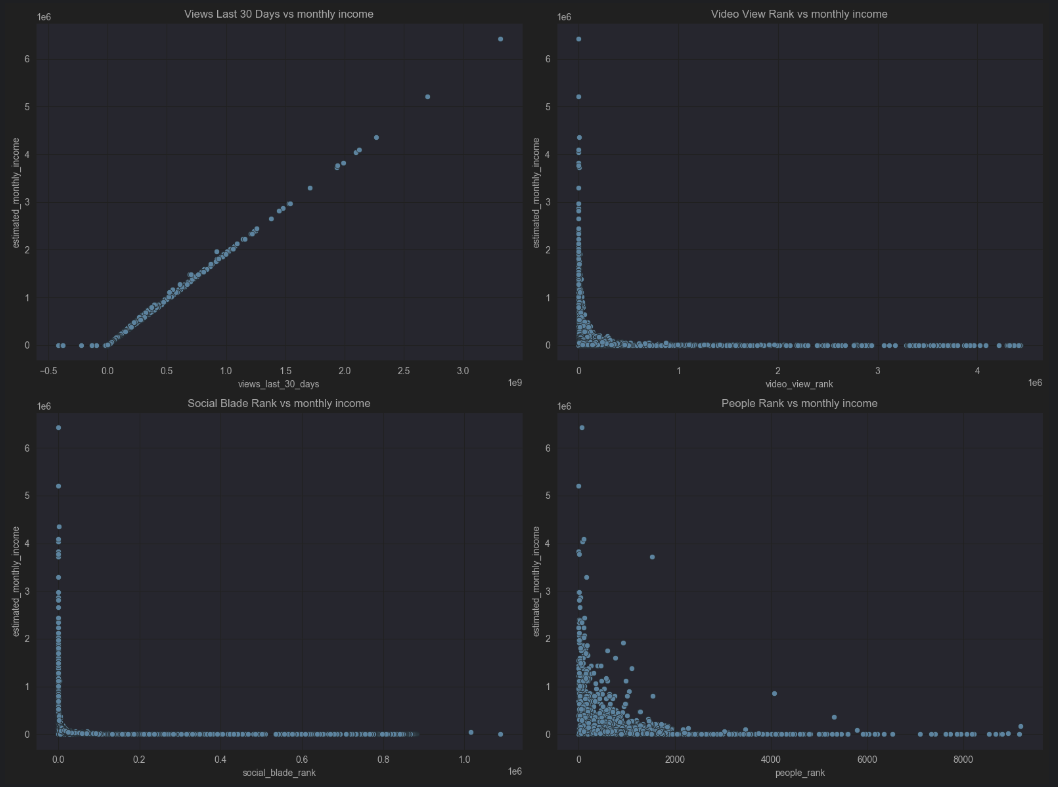 Views Last 30 Days vs monthly income
1e6
6
5
4
3
2
1
0
estimated_monthly_income
−0.5
0.0
0.5
1.0
1.5
2.0
2.5
3.0
1e9
views_last_30_days
Video View Rank vs monthly income
1e6
6
5
4
3
2
1
0
estimated_monthly_income
0
1
2
3
4
1e6
video_view_rank
Social Blade Rank vs monthly income
1e6
6
5
4
3
2
1
0
estimated_monthly_income
0.0
0.2
0.4
0.6
0.8
1.0
1e6
social_blade_rank
People Rank vs monthly income
1e6
6
5
4
3
2
1
0
estimated_monthly_income
0
2000
4000
6000
8000
people_rank